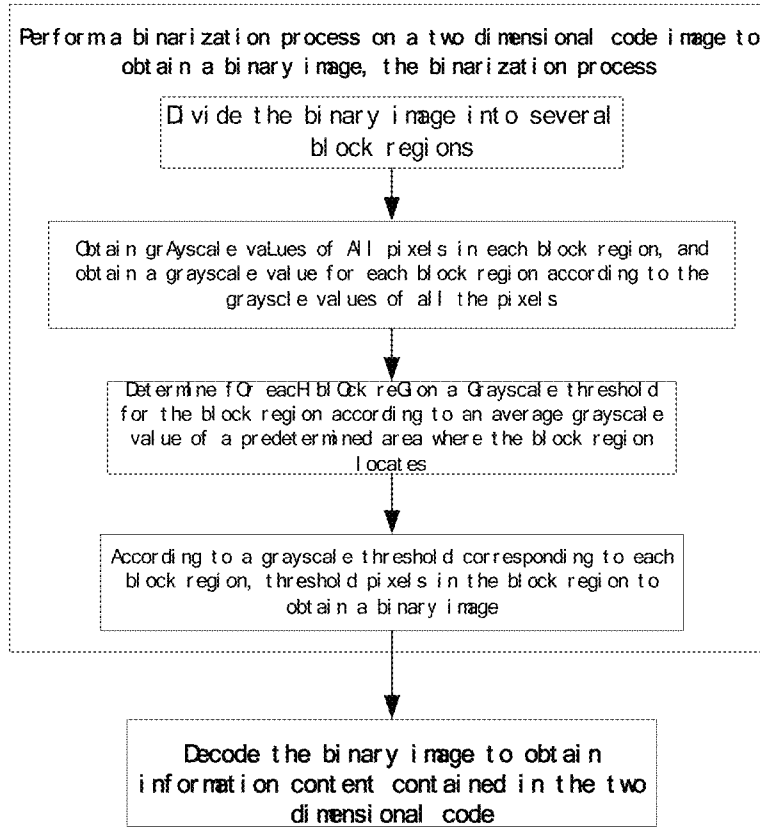 Perform a binarization process on a two dimensional code image to
obtain a binary image, the binarization process
Divide the binary image into several
block regions
Obtain grAyscale vaLues of All pixels in each block region, and
obtain a grayscale value for each block region according to the
grayscle values of all the pixels
Determine fOr eacH blOck reGion a Grayscale threshold
for the block region according to an average grayscale
value of a predetermined area where the block region
locates
According to a grayscale threshold corresponding to each
block region, threshold pixels in the block region to
obtain a binary image
Decode the binary image to obtain
information content contained in the two
dimensional code